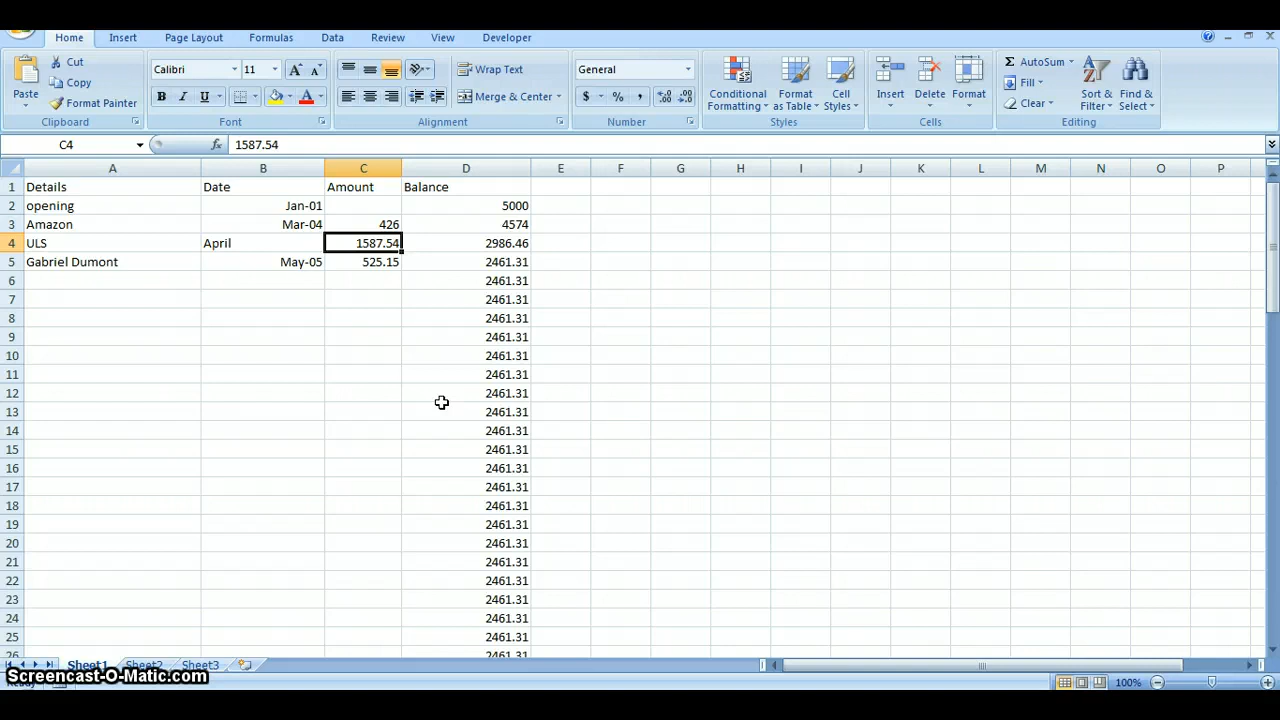 Home Insert Page Layout Formulas Data Review View Developer
Paste
Cut
Copy
Format Painter
Clipboard
Calibri 11
B I U
Font
Wrap Text
Merge & Center
Alignment
General
$ % ,
Number
Conditional Formatting
Format as Table
Cell Styles
Styles
Insert
Delete
Format
Cells
AutoSum
Fill
Clear
Sort & Filter
Find & Select
Editing
C4 fx 1587.54
A B C D E F G H I J K L M N O P
1 Details Date Amount Balance
2 opening Jan-01 5000
3 Amazon Mar-04 426 4574
4 ULS April 1587.54 2986.46
5 Gabriel Dumont May-05 525.15 2461.31
6 2461.31
7 2461.31
8 2461.31
9 2461.31
10 2461.31
11 2461.31
12 2461.31
13 2461.31
14 2461.31
15 2461.31
16 2461.31
17 2461.31
18 2461.31
19 2461.31
20 2461.31
21 2461.31
22 2461.31
23 2461.31
24 2461.31
25 2461.31
26 2461.31
Sheet1 Sheet2 Sheet3
Screencast-O-Matic.com
100%